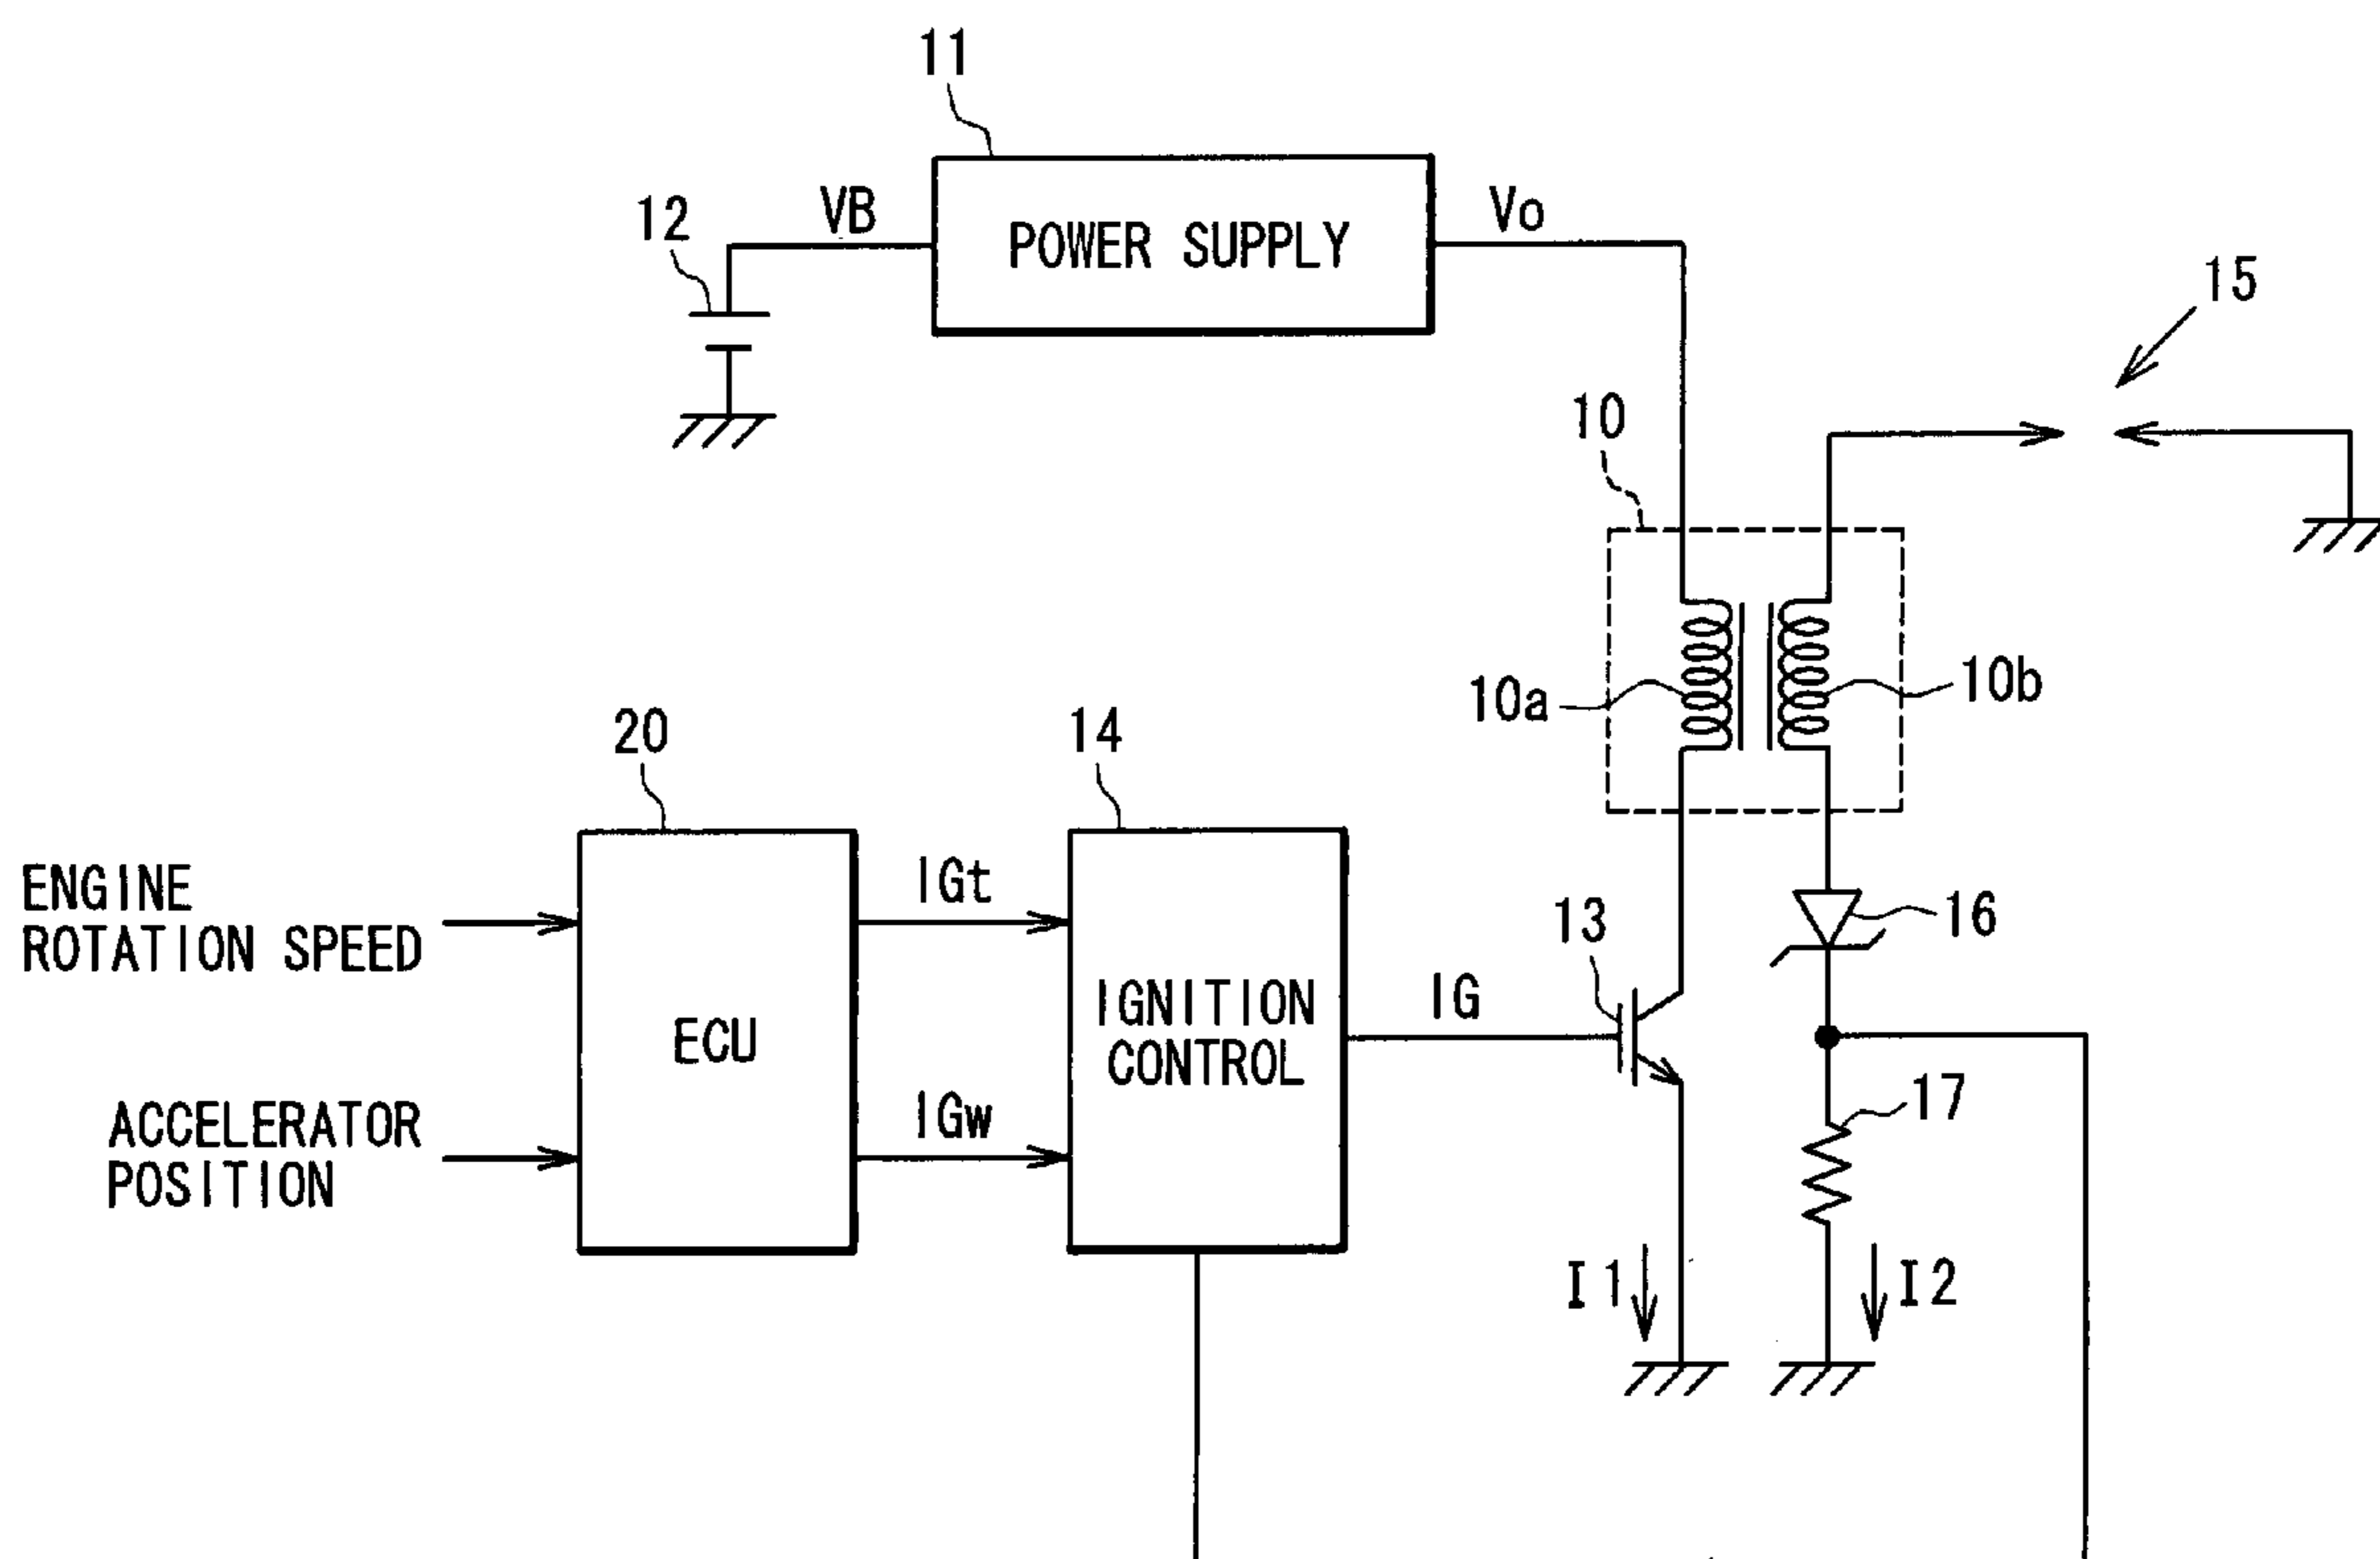 11
12
VB
POWER SUPPLY
Vo
15
10
10a
10b
20
14
ENGINE
ROTATION SPEED
ACCELERATOR
POSITION
ECU
IGt
IGw
IGNITION
CONTROL
IG
13
16
17
I1
I2